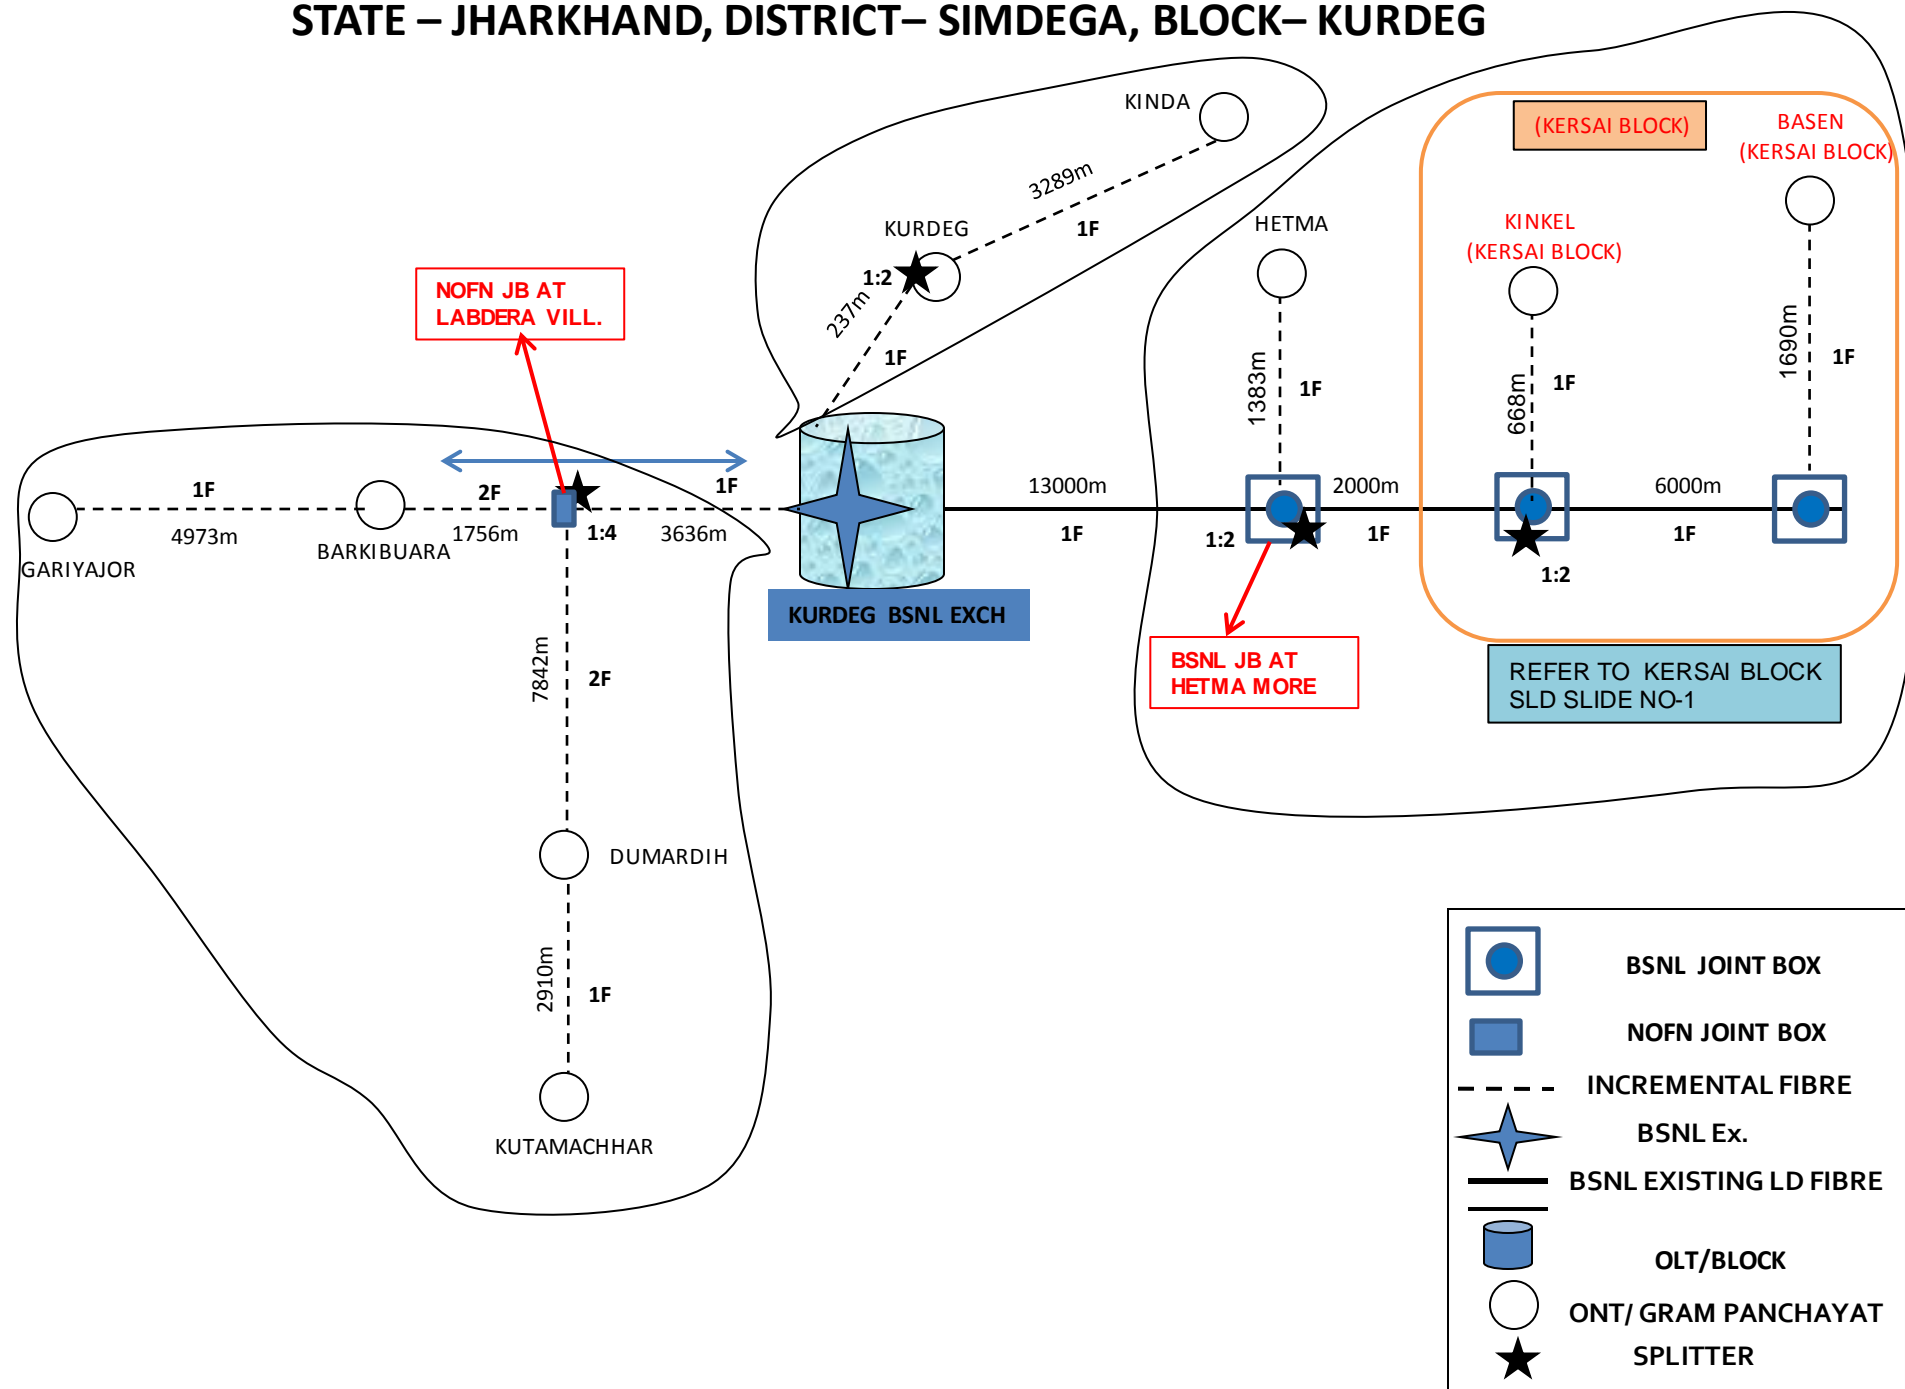 STATE – JHARKHAND, DISTRICT– SIMDEGA, BLOCK– KURDEG
KINDA
3289m
1F
KURDEG
1:2
237m
1F
HETMA
1383m
1F
(KERSAI BLOCK)
BASEN
(KERSAI BLOCK)
KINKEL
(KERSAI BLOCK)
668m
1F
1690m
1F
NOFN JB AT
LABDERA VILL.
1F
4973m
GARIYAJOR
BARKIBUARA
2F
1756m
1:4
1F
3636m
KURDEG BSNL EXCH
13000m
1F
1:2
2000m
1F
1:2
6000m
1F
BSNL JB AT
HETMA MORE
REFER TO KERSAI BLOCK
SLD SLIDE NO-1
7842m
2F
DUMARDIH
2910m
1F
KUTAMACHHAR
BSNL JOINT BOX
NOFN JOINT BOX
INCREMENTAL FIBRE
BSNL Ex.
BSNL EXISTING LD FIBRE
OLT/BLOCK
ONT/ GRAM PANCHAYAT
SPLITTER